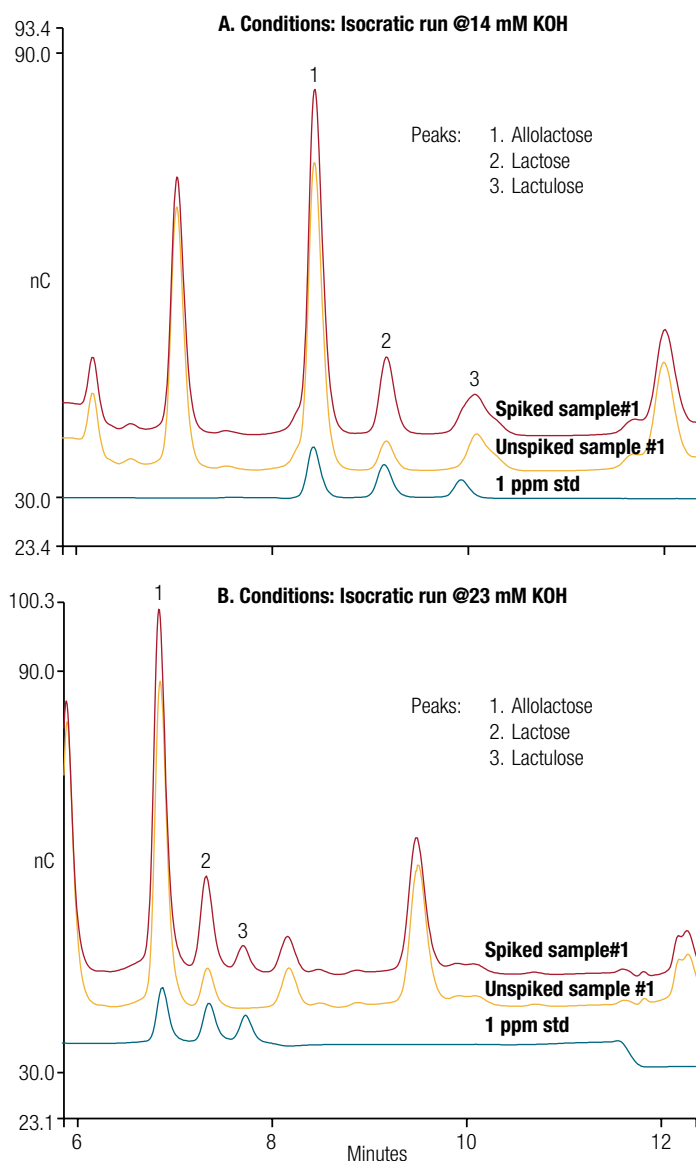 A. Conditions: Isocratic run @14 mM KOH
93.4
90.0
1
Peaks: 1. Allolactose
2. Lactose
3. Lactulose
nC
2
3
Spiked sample#1
Unspiked sample #1
1 ppm std
30.0
23.4
8
10
12
B. Conditions: Isocratic run @23 mM KOH
1
100.3
90.0
Peaks: 1. Allolactose
2. Lactose
3. Lactulose
nC
2
3
Spiked sample#1
Unspiked sample #1
1 ppm std
30.0
23.1
6 8 10 12
Minutes